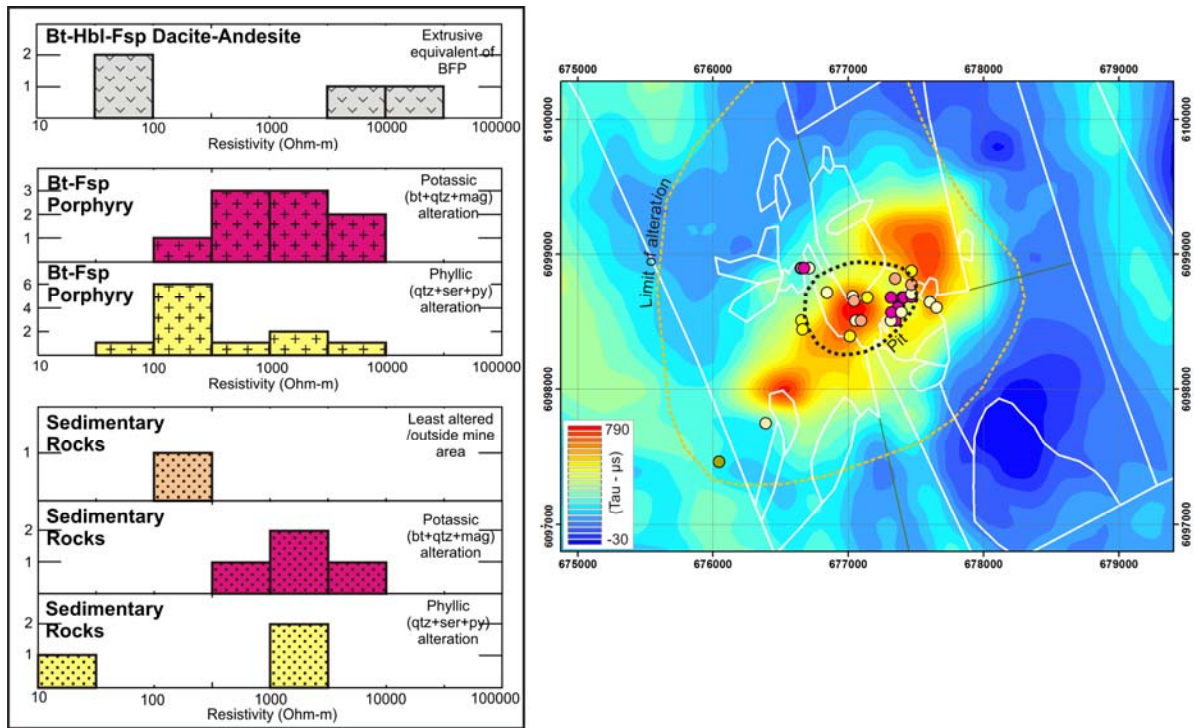 Bt-Hbl-Fsp Dacite-Andesite
Extrusive
equivalent of
BFP
2
1
10 100 1000 10000 100000
Resistivity (Ohm-m)
Bt-Fsp
Porphyry
Potassic
(bt+qtz+mag)
alteration
3
2
1
Bt-Fsp
Porphyry
Phyllic
(qtz+ser+py)
alteration
6
4
2
10 100 1000 10000 100000
Resistivity (Ohm-m)
Sedimentary
Rocks
Least altered
/outside mine
area
1
Sedimentary
Rocks
Potassic
(bt+qtz+mag)
alteration
2
1
Sedimentary
Rocks
Phyllic
(qtz+ser+py)
alteration
2
1
10 100 1000 10000 100000
Resistivity (Ohm-m)
675000 676000 677000 678000 679000
6100000 6100000
6099000 6099000
6098000 6098000
6097000 6097000
Limit of alteration
Pit
790
(Tau - µs)
-30
675000 676000 677000 678000 679000